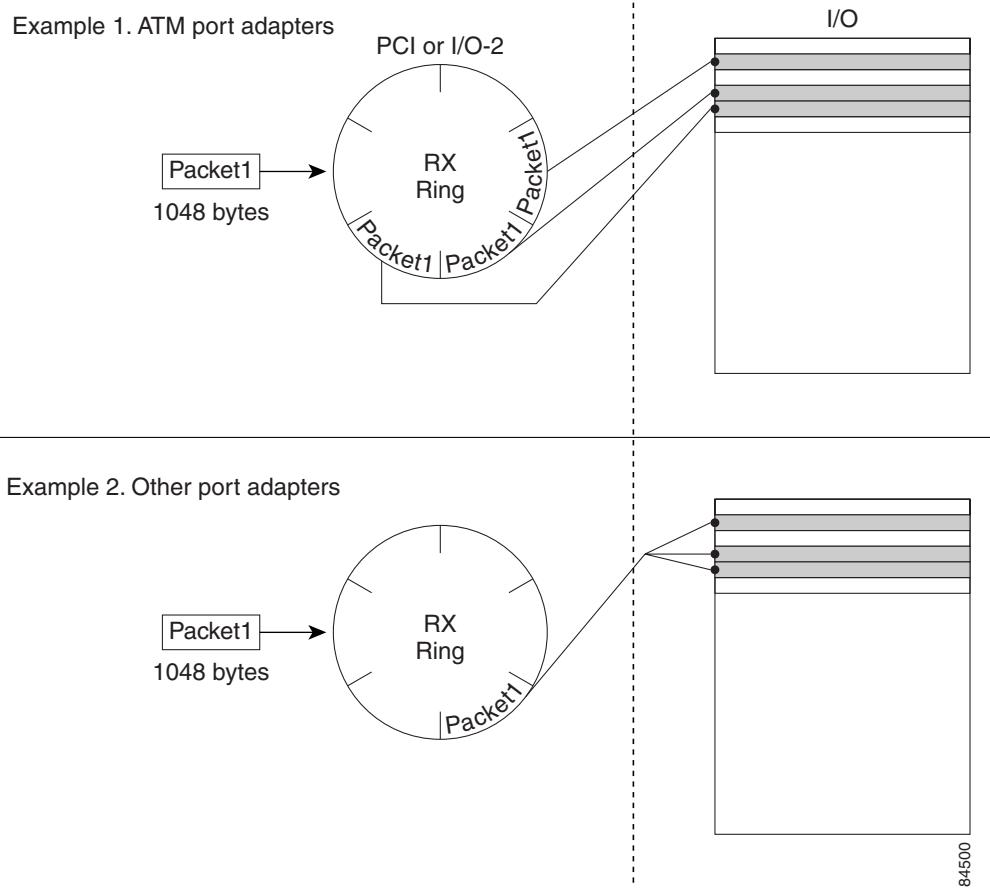 Example 1. ATM port adapters
PCI or I/O-2
I/O
Packet1
1048 bytes
RX
Ring
Packet1
Packet1
Packet1
Example 2. Other port adapters
Packet1
1048 bytes
RX
Ring
Packet1
84500